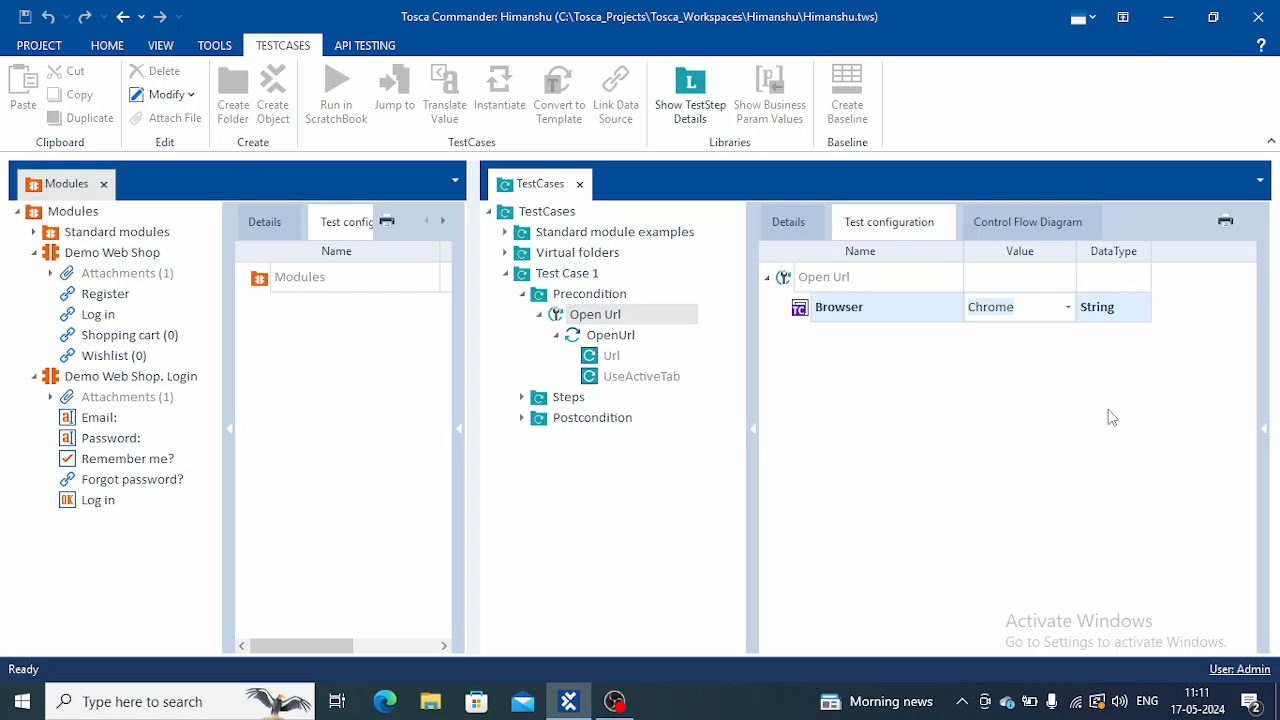 Tosca Commander: Himanshu (C:\Tosca_Projects\Tosca_Workspaces\Himanshu\Himanshu.tws)
PROJECT HOME VIEW TOOLS TESTCASES API TESTING ?
Paste
Cut
Copy
Duplicate
Clipboard
Delete
Modify
Attach File
Edit
Create Folder
Create Object
Create
Run in ScratchBook
Jump to
Translate Value
Instantiate
Convert to Template
Link Data Source
TestCases
Show TestStep Details
Show Business Param Values
Libraries
Create Baseline
Baseline
Modules
Modules
Standard modules
Demo Web Shop
Attachments (1)
Register
Log in
Shopping cart (0)
Wishlist (0)
Demo Web Shop. Login
Attachments (1)
Email:
Password:
Remember me?
Forgot password?
Log in
Details Test config
Name
Modules
TestCases
TestCases
Standard module examples
Virtual folders
Test Case 1
Precondition
Open Url
OpenUrl
Url
UseActiveTab
Steps
Postcondition
Details Test configuration Control Flow Diagram
Name Value DataType
Open Url
Browser Chrome String
Activate Windows
Go to Settings to activate Windows.
Ready User: Admin
Type here to search
Morning news
ENG
11:11
17-05-2024
2